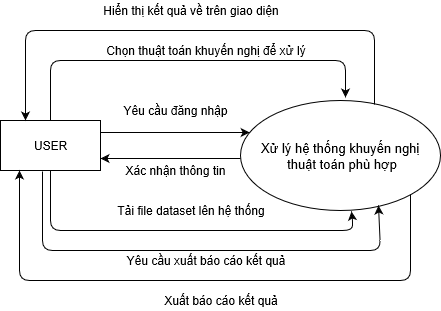 Hiển thị kết quả về trên giao diện
Chọn thuật toán khuyến nghị để xử lý
Yêu cầu đăng nhập
USER
Xử lý hệ thống khuyến nghị
thuật toán phù hợp
Xác nhận thông tin
Tải file dataset lên hệ thống
Yêu cầu xuất báo cáo kết quả
Xuất báo cáo kết quả